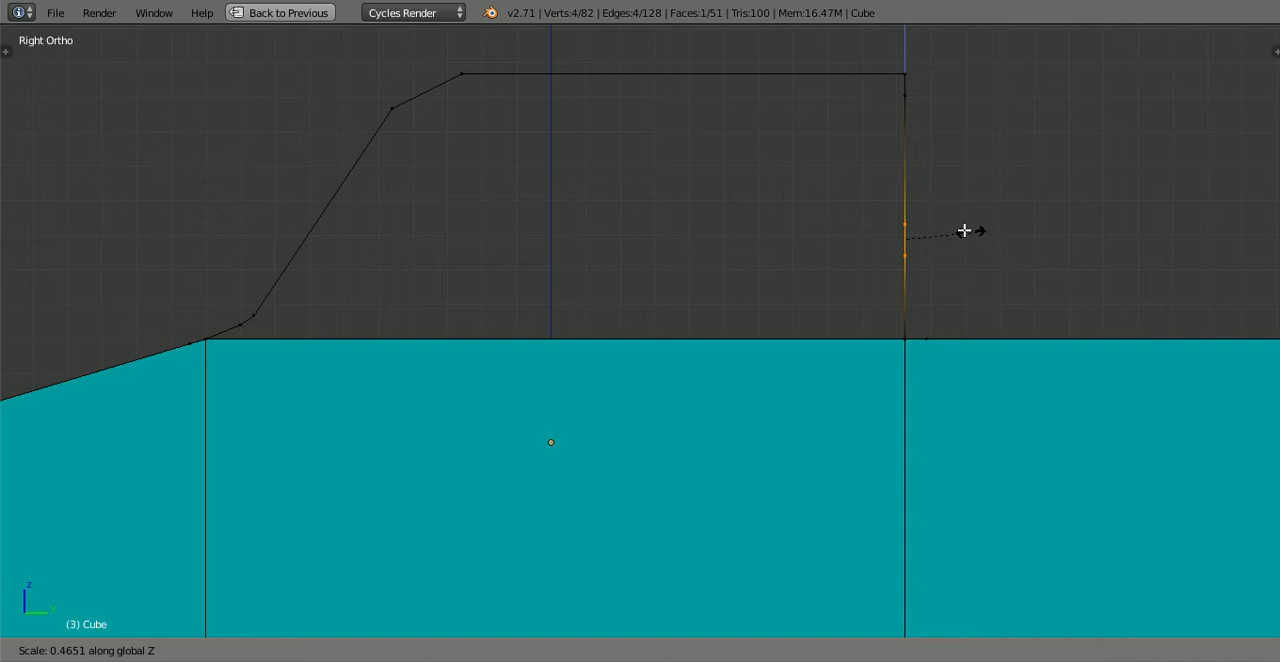 File Render Window Help Back to Previous Cycles Render v2.71 | Verts:4/82 | Edges:4/128 | Faces:1/51 | Tris:100 | Mem:16.47M | Cube
Right Ortho
z
y
(3) Cube
Scale: 0.4651 along global Z